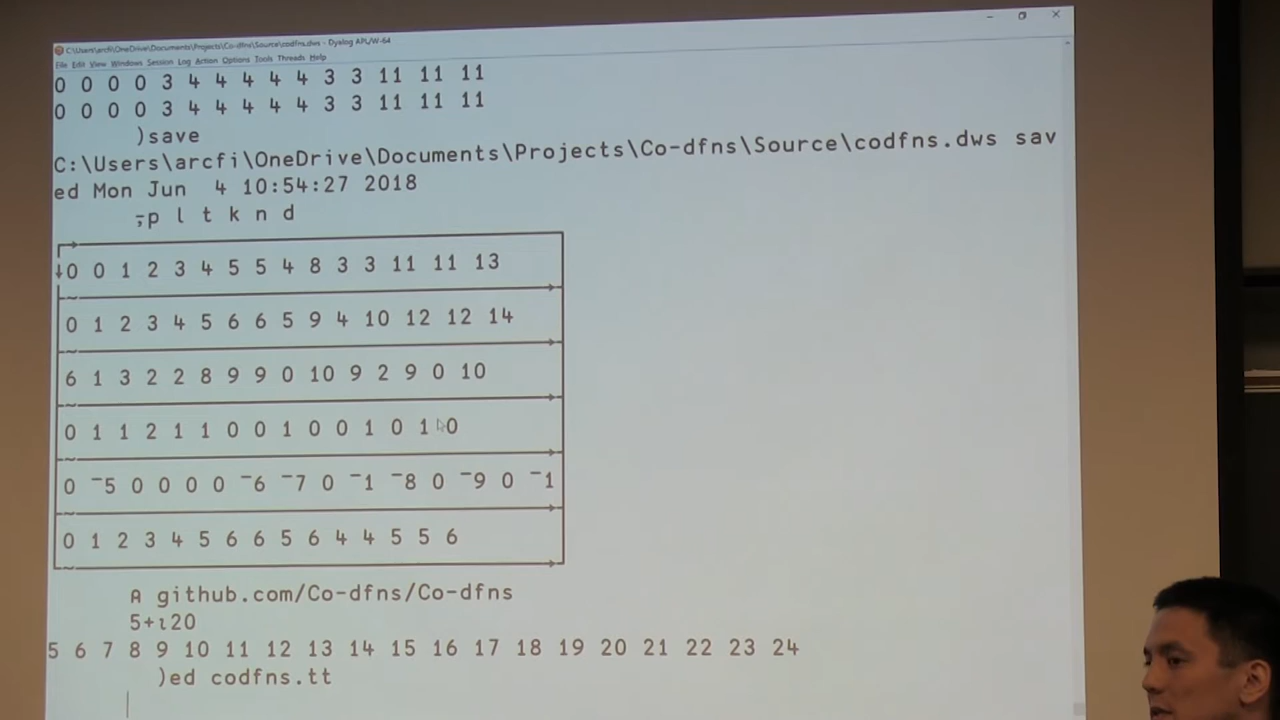 C:\Users\arcfi\OneDrive\Documents\Projects\Co-dfns\Source\codfns.dws - Dyalog APL/W-64
File Edit View Windows Session Log Action Options Tools Threads Help
0 0 0 0 3 4 4 4 4 4 3 3 11 11 11
0 0 0 0 3 4 4 4 4 4 3 3 11 11 11
)save
C:\Users\arcfi\OneDrive\Documents\Projects\Co-dfns\Source\codfns.dws sav
ed Mon Jun 4 10:54:27 2018
⍪p l t k n d
0 0 1 2 3 4 5 5 4 8 3 3 11 11 13
0 1 2 3 4 5 6 6 5 9 4 10 12 12 14
6 1 3 2 2 8 9 9 0 10 9 2 9 0 10
0 1 1 2 1 1 0 0 1 0 0 1 0 1 0
0 ¯5 0 0 0 0 ¯6 ¯7 0 ¯1 ¯8 0 ¯9 0 ¯1
0 1 2 3 4 5 6 6 5 6 4 4 5 5 6
⍝ github.com/Co-dfns/Co-dfns
5+⍳20
5 6 7 8 9 10 11 12 13 14 15 16 17 18 19 20 21 22 23 24
)ed codfns.tt